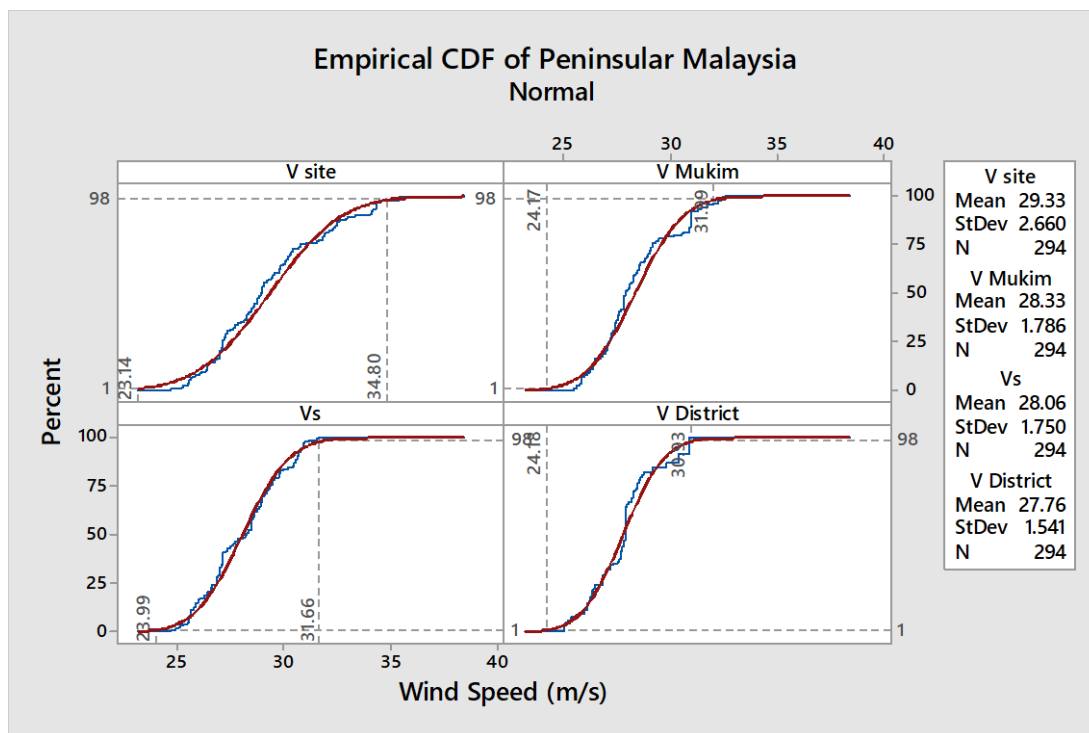 Empirical CDF of Peninsular Malaysia
Normal
25 30 35 40
V site
V Mukim
98
1
23.14
34.80
98
1
24.17
31.99
100
75
50
25
0
Vs
V District
100
75
50
25
0
23.99
31.66
98
1
24.18
30.93
98
1
25 30 35 40
Percent
Wind Speed (m/s)
V site
Mean 29.33
StDev 2.660
N 294
V Mukim
Mean 28.33
StDev 1.786
N 294
Vs
Mean 28.06
StDev 1.750
N 294
V District
Mean 27.76
StDev 1.541
N 294